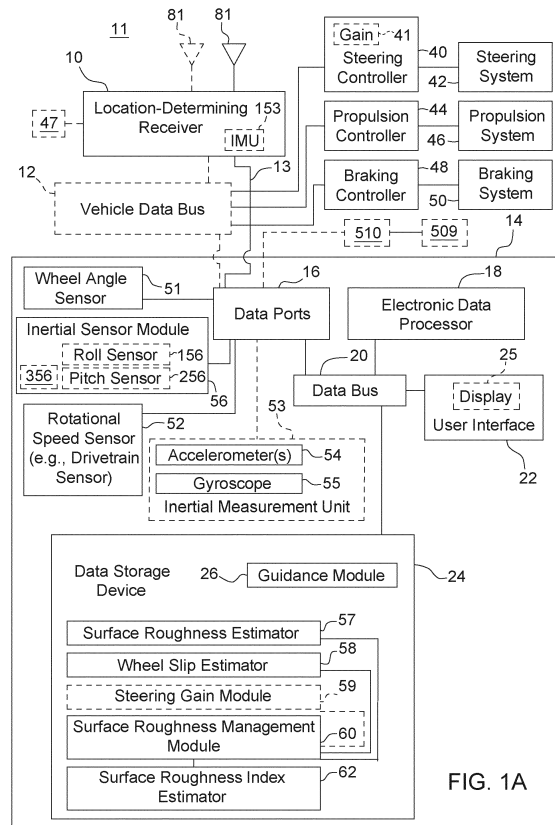 81
81
11
10
Location-Determining
Receiver
153
IMU
47
13
12
Vehicle Data Bus
Gain
41
40
Steering
Controller
Steering
System
42
44
Propulsion
Controller
Propulsion
System
46
48
Braking
Controller
Braking
System
50
510
509
14
Wheel Angle
Sensor
51
16
Data Ports
18
Electronic Data
Processor
Inertial Sensor Module
Roll Sensor
156
356
Pitch Sensor
256
56
20
Data Bus
25
Display
User Interface
22
Rotational
Speed Sensor
(e.g., Drivetrain
Sensor)
52
53
Accelerometer(s)
54
Gyroscope
55
Inertial Measurement Unit
24
Data Storage
Device
26
Guidance Module
57
Surface Roughness Estimator
58
Wheel Slip Estimator
59
Steering Gain Module
Surface Roughness Management
Module
60
Surface Roughness Index
Estimator
62
FIG. 1A